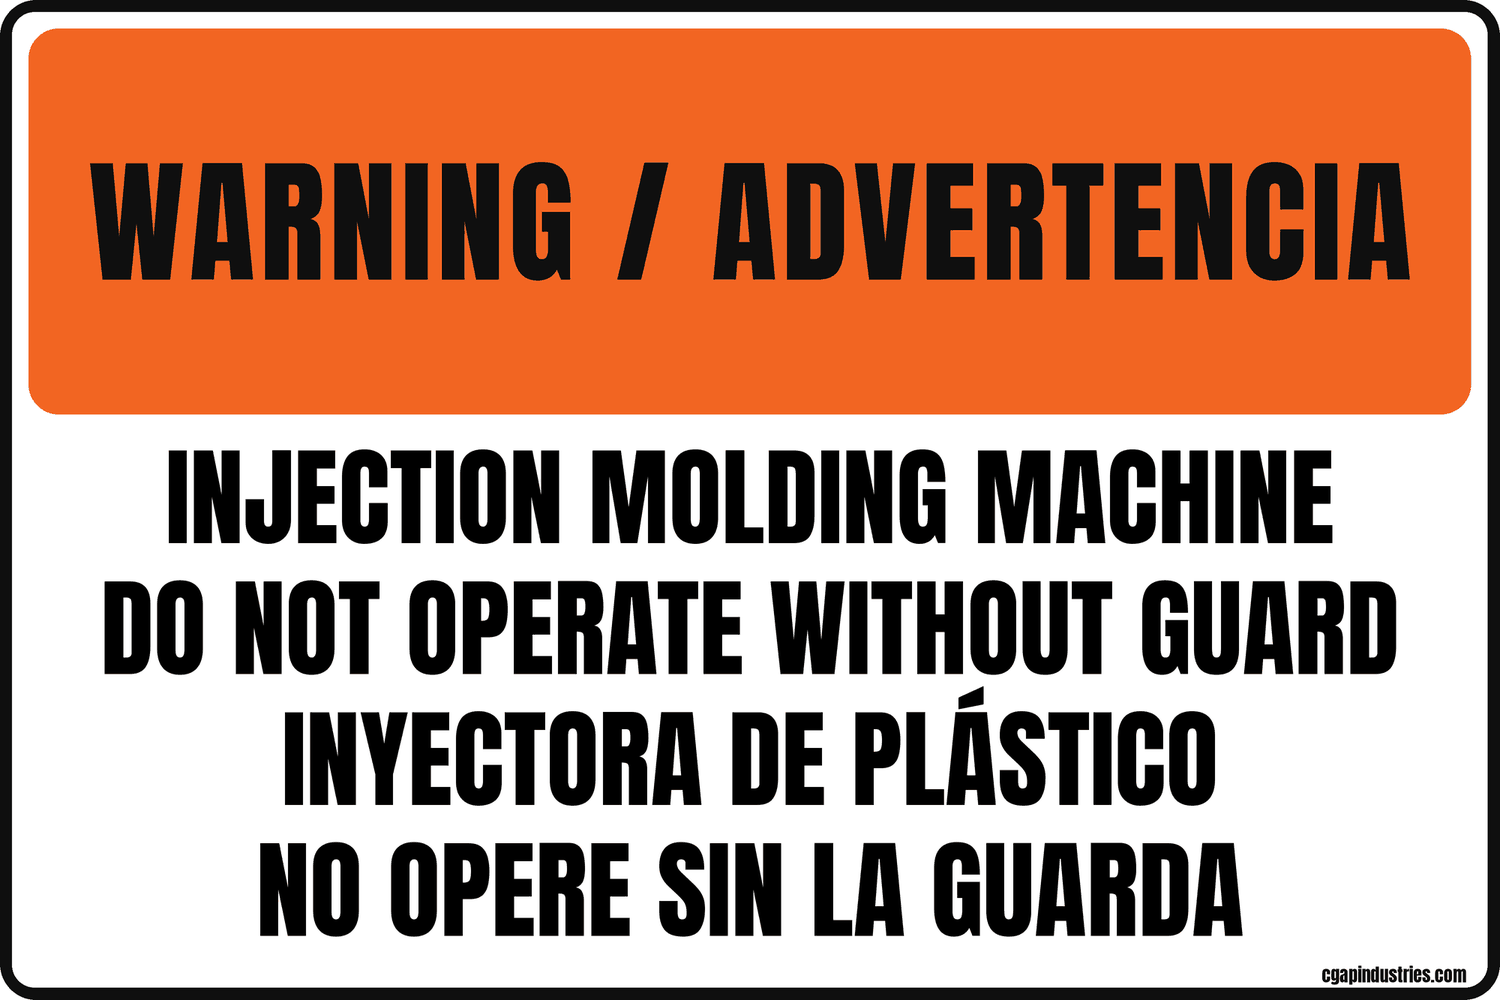 WARNING / ADVERTENCIA
INJECTION MOLDING MACHINE
DO NOT OPERATE WITHOUT GUARD
INYECTORA DE PLÁSTICO
NO OPERE SIN LA GUARDA
cgapindustries.com